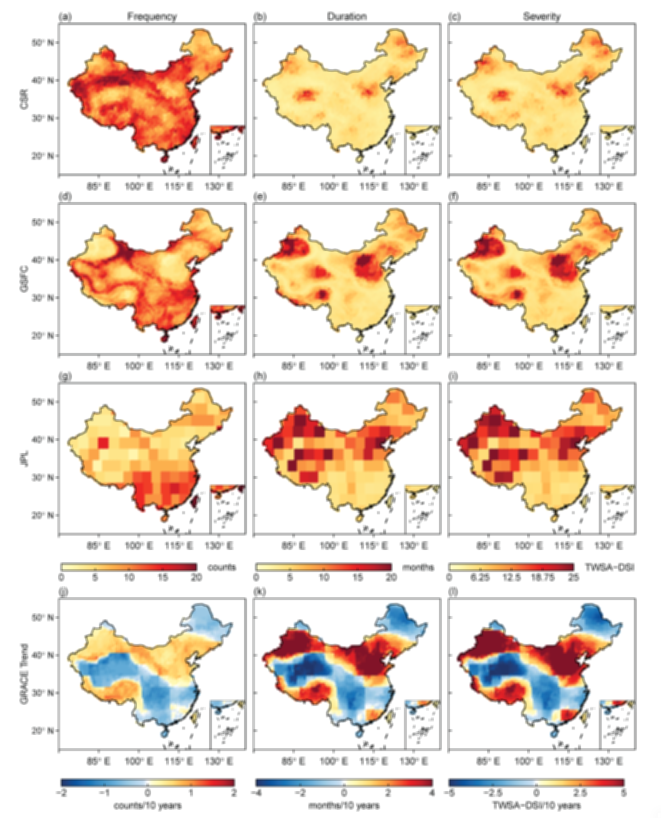 Frequency Duration Severity
(a) (b) (c)
50° N
40° N
30° N
20° N
CSR
85° E 100° E 115° E 130° E 85° E 100° E 115° E 130° E 85° E 100° E 115° E 130° E
(d) (e) (f)
50° N
40° N
30° N
20° N
GSFC
85° E 100° E 115° E 130° E 85° E 100° E 115° E 130° E 85° E 100° E 115° E 130° E
(g) (h) (i)
50° N
40° N
30° N
20° N
JPL
85° E 100° E 115° E 130° E 85° E 100° E 115° E 130° E 85° E 100° E 115° E 130° E
counts months TWSA−DSI
0 5 10 15 20 0 5 10 15 20 0 6.25 12.5 18.75 25
(j) (k) (l)
50° N
40° N
30° N
20° N
GRACE Trend
85° E 100° E 115° E 130° E 85° E 100° E 115° E 130° E 85° E 100° E 115° E 130° E
−2 −1 0 1 2 −4 −2 0 2 4 −5 −2.5 0 2.5 5
counts/10 years months/10 years TWSA−DSI/10 years